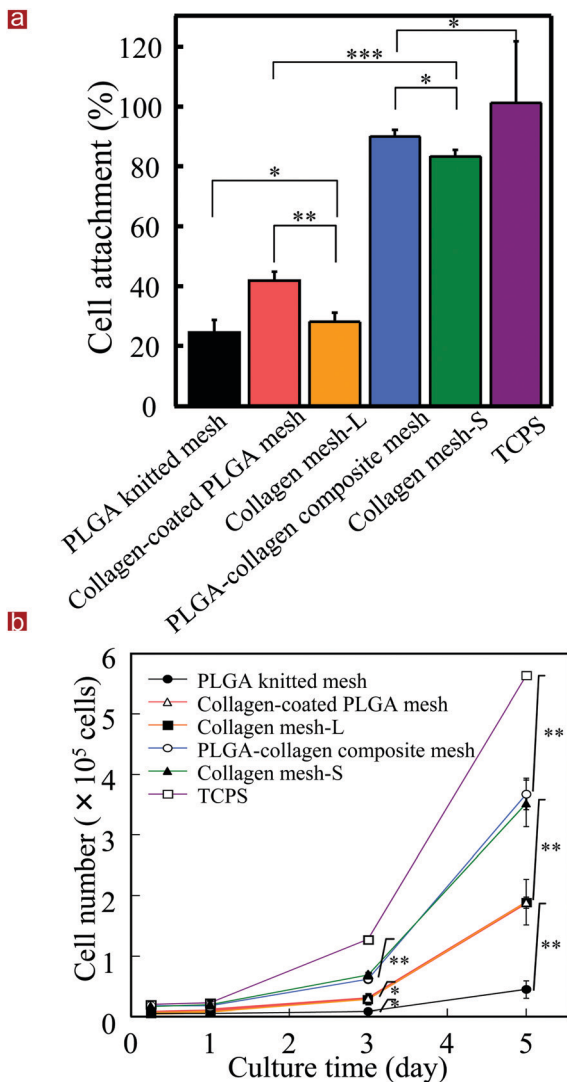 a
Cell attachment (%)
120
100
80
60
40
20
0
*
***
*
*
**
PLGA knitted mesh
Collagen-coated PLGA mesh
Collagen mesh-L
PLGA-collagen composite mesh
Collagen mesh-S
TCPS
b
Cell number ( × 10⁵ cells)
6
5
4
3
2
1
0
PLGA knitted mesh
Collagen-coated PLGA mesh
Collagen mesh-L
PLGA-collagen composite mesh
Collagen mesh-S
TCPS
**
**
**
**
*
*
0 1 2 3 4 5
Culture time (day)